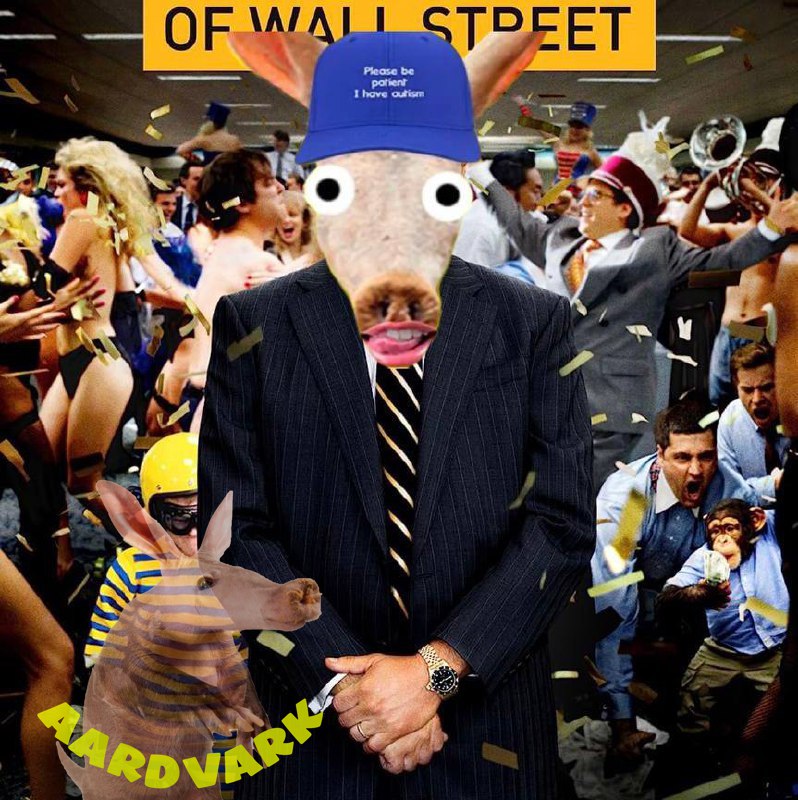 OF WALL STREET
Please be
patient
I have autism
AARDVARK